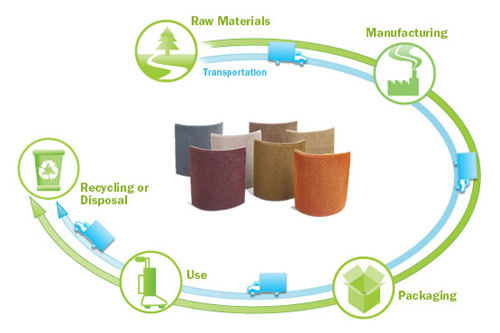 Raw Materials
Manufacturing
Transportation
Recycling or
Disposal
Use
Packaging